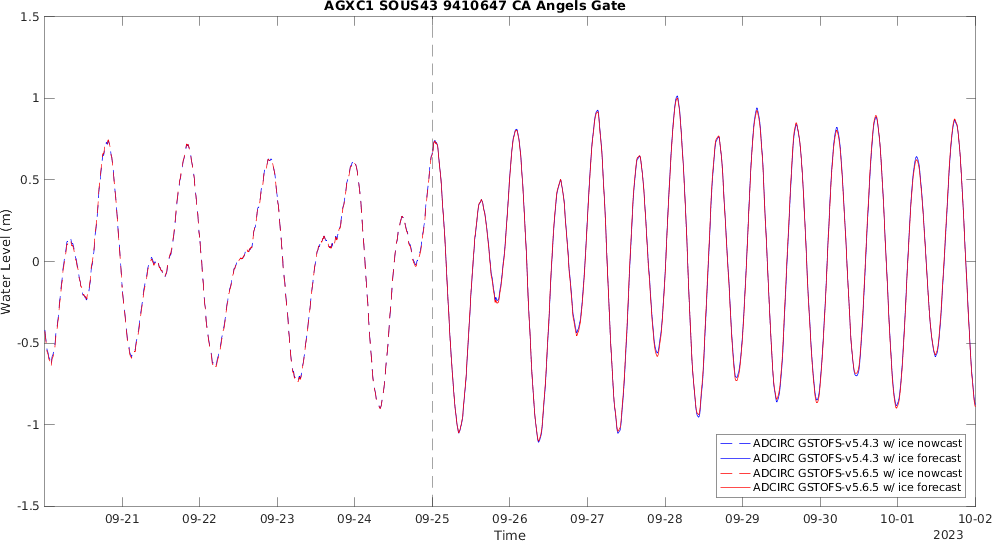 AGXC1 SOUS43 9410647 CA Angels Gate
1.5
1
0.5
0
-0.5
-1
-1.5
Water Level (m)
ADCIRC GSTOFS-v5.4.3 w/ ice nowcast
ADCIRC GSTOFS-v5.4.3 w/ ice forecast
ADCIRC GSTOFS-v5.6.5 w/ ice nowcast
ADCIRC GSTOFS-v5.6.5 w/ ice forecast
09-21 09-22 09-23 09-24 09-25 09-26 09-27 09-28 09-29 09-30 10-01 10-02
Time
2023